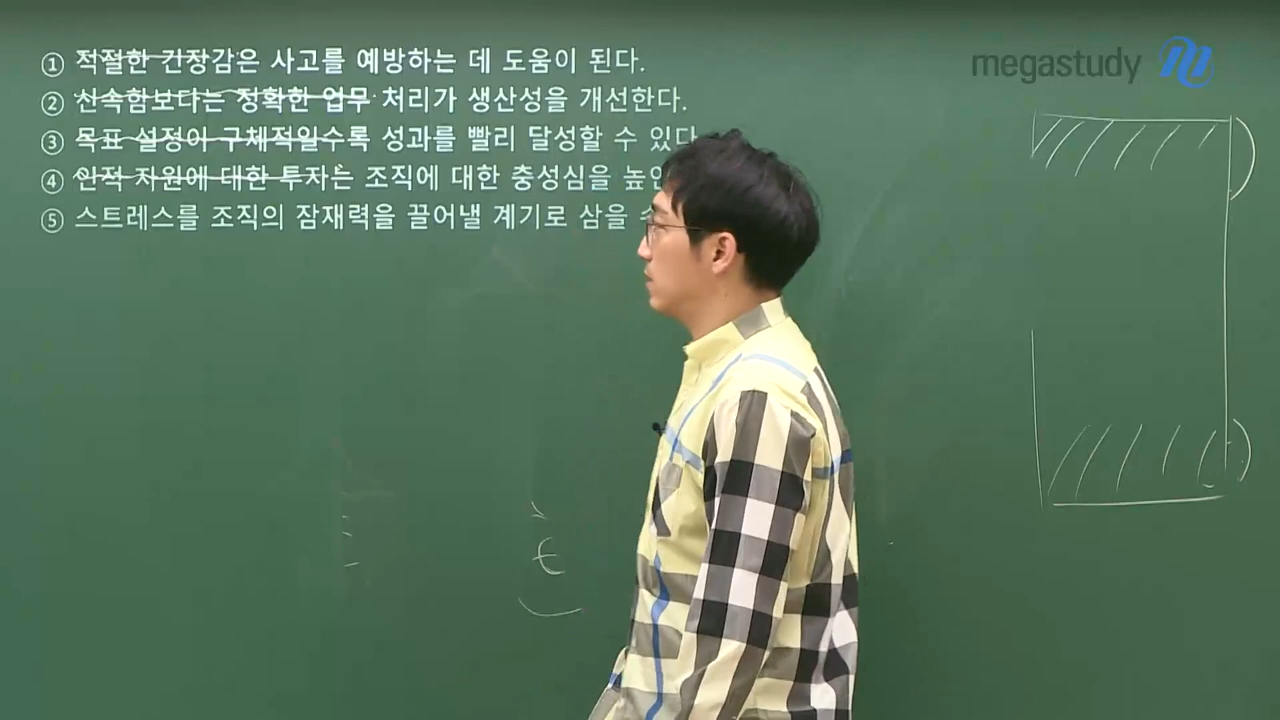 ① 적절한 긴장감은 사고를 예방하는 데 도움이 된다.
② 신속함보다는 정확한 업무 처리가 생산성을 개선한다.
③ 목표 설정이 구체적일수록 성과를 빨리 달성할 수 있다
④ 인적 자원에 대한 투자는 조직에 대한 충성심을
⑤ 스트레스를 조직의 잠재력을 끌어낼 계기로 삼을
megastudy